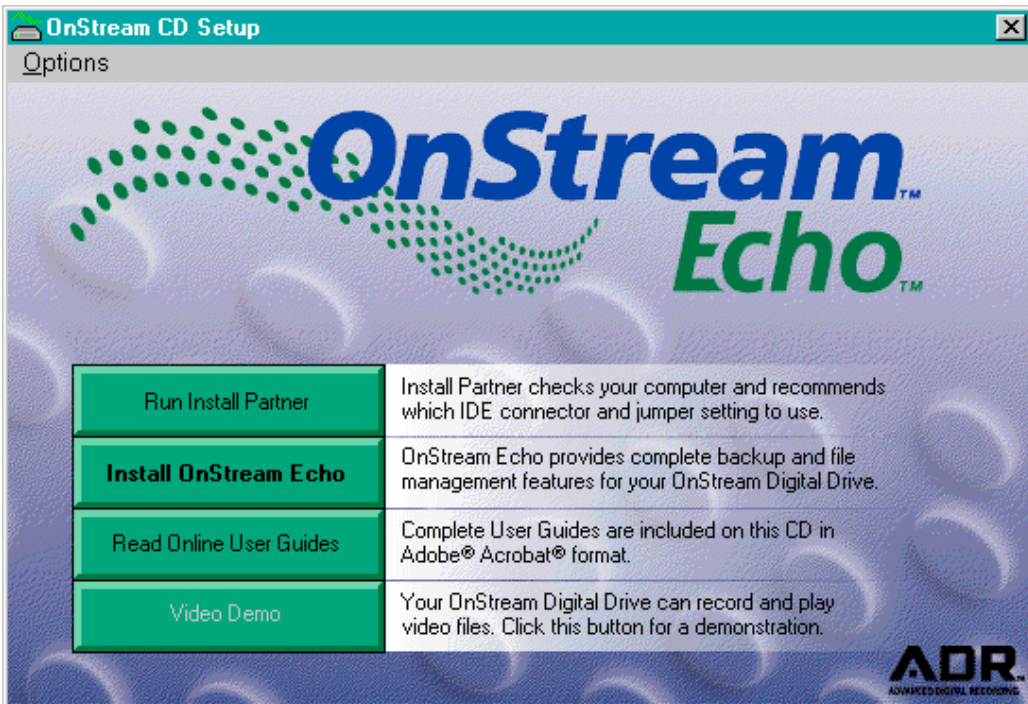 OnStream CD Setup
Options
OnStream™
Echo™
Run Install Partner
Install Partner checks your computer and recommends
which IDE connector and jumper setting to use.
Install OnStream Echo
OnStream Echo provides complete backup and file
management features for your OnStream Digital Drive.
Read Online User Guides
Complete User Guides are included on this CD in
Adobe® Acrobat® format.
Video Demo
Your OnStream Digital Drive can record and play
video files. Click this button for a demonstration.
ADR™
ADVANCED DIGITAL RECORDING